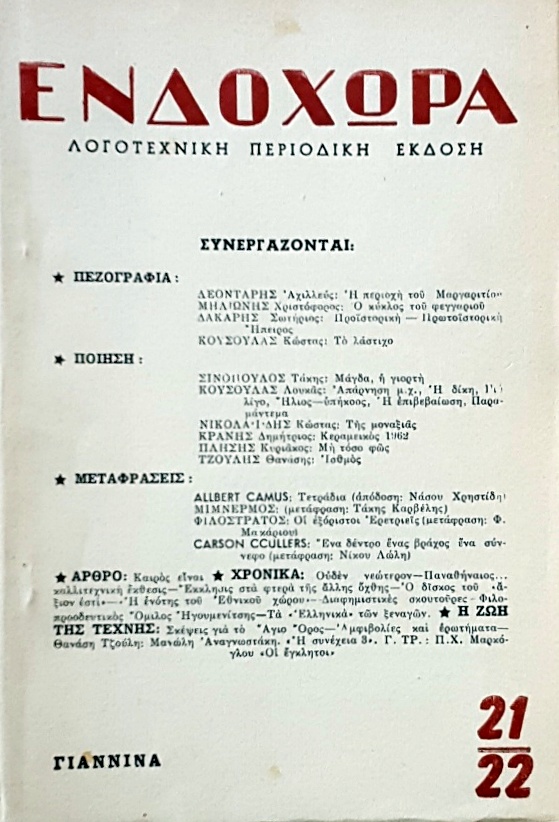 ΕΝΔΟΧΩΡΑ
ΛΟΓΟΤΕΧΝΙΚΗ ΠΕΡΙΟΔΙΚΗ ΕΚΔΟΣΗ
ΣΥΝΕΡΓΑΖΟΝΤΑΙ:
★ ΠΕΖΟΓΡΑΦΙΑ:
ΛΕΟΝΤΑΡΗΣ Ἀχιλλεύς: Ἡ περιοχὴ τοῦ
ΜΗΛΙΩΝΗΣ Χριστόφορος: Ὁ κύκλος τοῦ φεγγαριοῦ
ΔΑΚΑΡΗΣ Σωτήριος: Προϊστορικὴ — Πρωτοϊστορικὴ
Ἤπειρος
ΚΟΥΣΟΥΛΑΣ Κώστας: Τὸ λάστιχο
★ ΠΟΙΗΣΗ:
ΣΙΝΟΠΟΥΛΟΣ Τάκης: Μάγδα, ἡ γιορτὴ
ΚΟΥΣΟΥΛΑΣ Λουκᾶς: Ἀπάρνηση μ.χ., Ἡ δίκη,
λίγο, Ἥλιος—ὑπήκοος, Ἡ ἐπιβεβαίωση, Παρα-
μάντεμα
ΝΙΚΟΛΑ·Ι·ΔΗΣ Κώστας: Τῆς μοναξιᾶς
ΚΡΑΝΗΣ Δημήτριος: Κεραμεικὸς 1962
ΠΛΗΣΗΣ Κυριάκος: Μὴ τόσο φῶς
ΤΖΟΥΛΗΣ Θανάσης: Ἰσθμὸς
★ ΜΕΤΑΦΡΑΣΕΙΣ:
ALLBERT CAMUS: Τετράδια (ἀπόδοση: Νάσου Χρηστίδη)
ΜΙΜΝΕΡΜΟΣ: (μετάφραση: Τάκης Καρβέλης)
ΦΙΛΟΣΤΡΑΤΟΣ: Οἱ ἐξόριστοι Ἐρετριεῖς (μετάφραση: Φ.
Μακάριου)
CARSON CCULLERS: Ἕνα δέντρο ἕνας βράχος ἕνα σύν-
νεφο (μετάφραση: Νίκου Λώλη)
★ ΑΡΘΡΟ: Καιρὸς εἶναι ★ ΧΡΟΝΙΚΑ: Οὐδὲν νεώτερον—Παναθήναιος...
καλλιτεχνικὴ ἔκθεσις—Ἔκκλησις στὰ φτερὰ τῆς ἄλλης ὄχθης—Ὁ δίσκος τοῦ «ἄ-
ξιον ἐστὶ»—Ἡ ἑνότης τοῦ Ἐθνικοῦ χώρου—Διαφημιστικὲς σκουτοῦρες—Φιλο-
προοδευτικὸς Ὅμιλος Ἡγουμενίτσης—Τὰ «Ἑλληνικὰ» τῶν ξεναγῶν. ★ Η ΖΩΗ
ΤΗΣ ΤΕΧΝΗΣ: Σκέψεις γιὰ τὸ Ἅγιο Ὄρος—Ἀμφιβολίες καὶ ἐρωτήματα—
Θανάση Τζούλη: Μανώλη Ἀναγνωστάκη. «Ἡ συνέχεια 3». Γ. ΤΡ.: Π.Χ. Μαρκό-
γλου «Οἱ ἔγκλειτοι»
21
22
ΓΙΑΝΝΙΝΑ